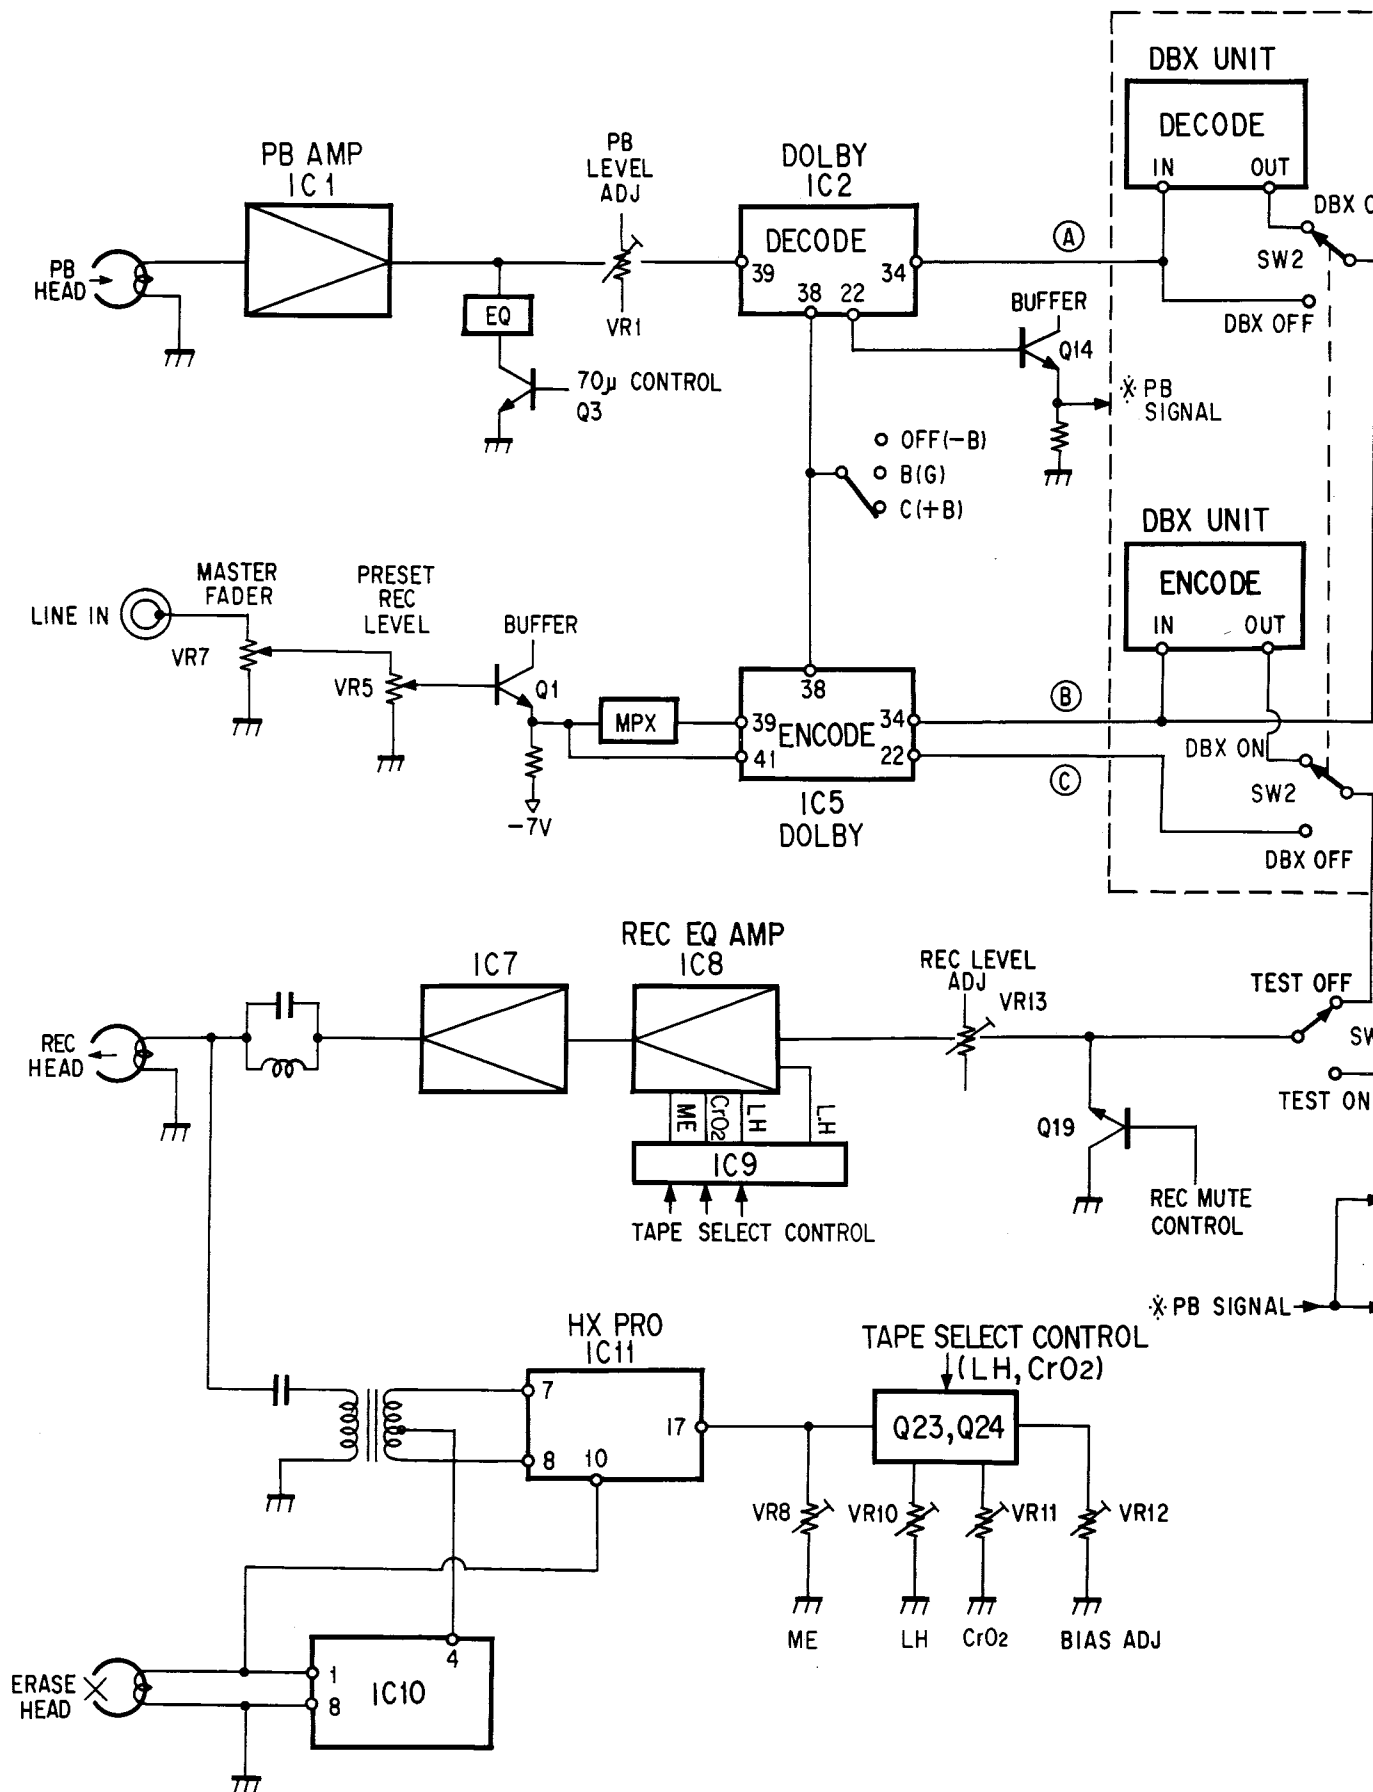 DBX UNIT
DECODE
IN
OUT
DBX O
SW2
DBX OFF
PB AMP
IC1
PB
LEVEL
ADJ
VR1
DOLBY
IC2
DECODE
39
34
38
22
A
PB
HEAD
EQ
70μ CONTROL
Q3
BUFFER
Q14
※ PB
SIGNAL
OFF(-B)
B(G)
C(+B)
DBX UNIT
ENCODE
IN
OUT
LINE IN
MASTER
FADER
VR7
PRESET
REC
LEVEL
VR5
BUFFER
Q1
-7V
MPX
38
39
ENCODE
34
41
22
IC5
DOLBY
B
C
DBX ON
SW2
DBX OFF
REC
HEAD
IC7
REC EQ AMP
IC8
ME
CrO2
LH
LH
IC9
TAPE SELECT CONTROL
REC LEVEL
ADJ
VR13
TEST OFF
SW
TEST ON
Q19
REC MUTE
CONTROL
※ PB SIGNAL
HX PRO
IC11
7
8
10
17
TAPE SELECT CONTROL
(LH, CrO2)
Q23, Q24
VR8
VR10
VR11
VR12
ME
LH
CrO2
BIAS ADJ
ERASE
HEAD
1
8
4
IC10